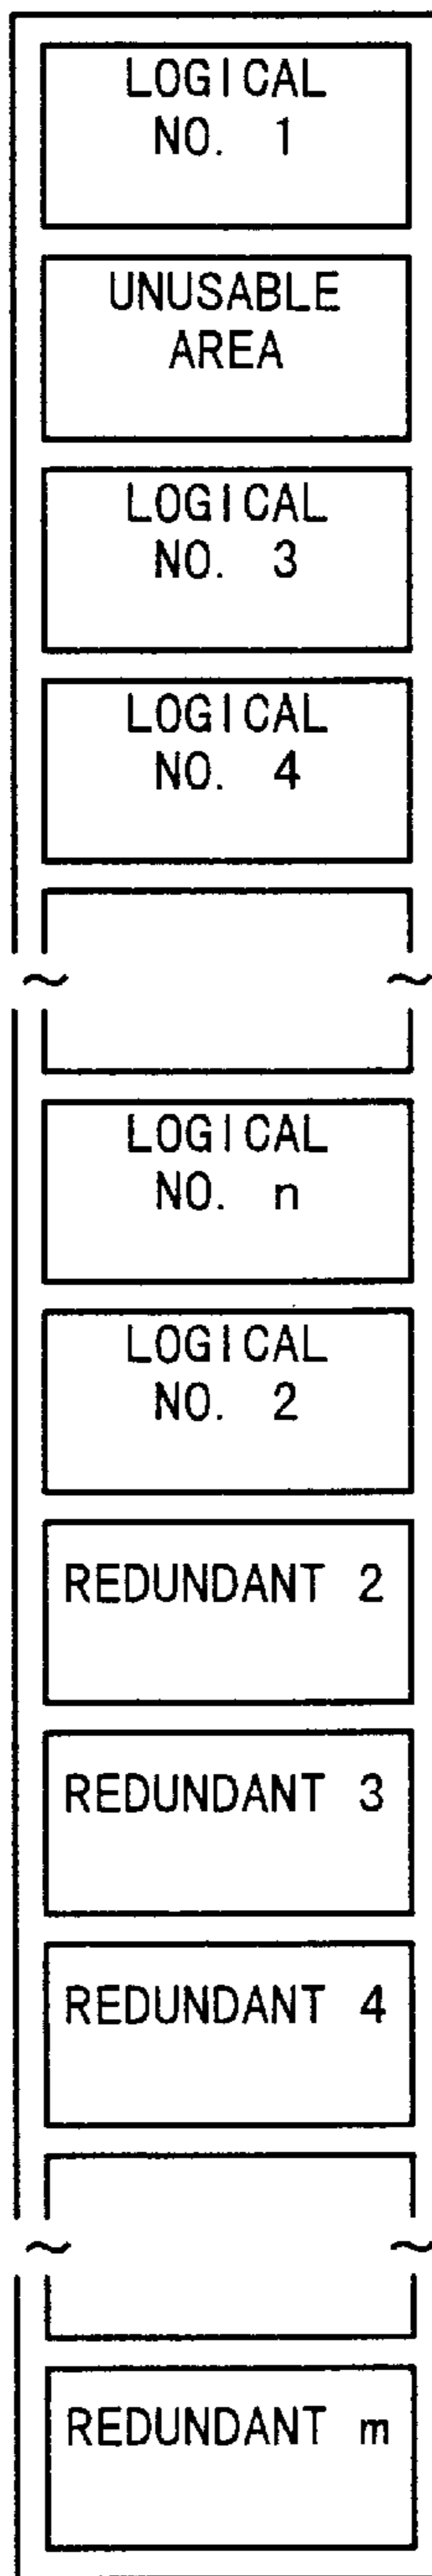 LOGICAL
NO. 1
UNUSABLE
AREA
LOGICAL
NO. 3
LOGICAL
NO. 4
~ ~
LOGICAL
NO. n
LOGICAL
NO. 2
REDUNDANT 2
REDUNDANT 3
REDUNDANT 4
~ ~
REDUNDANT m